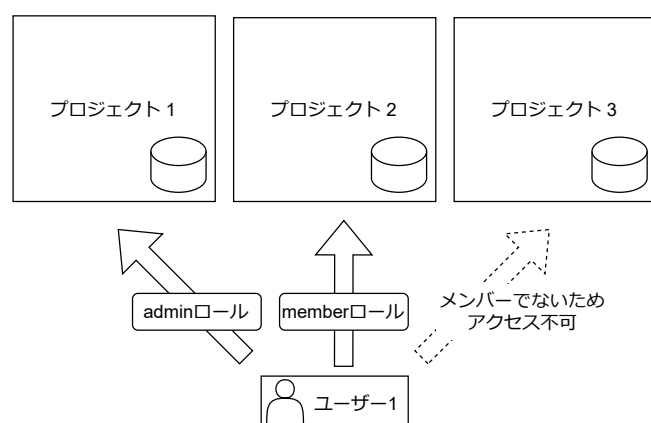 プロジェクト 1
プロジェクト 2
プロジェクト 3
adminロール
memberロール
メンバーでないため
アクセス不可
ユーザー1